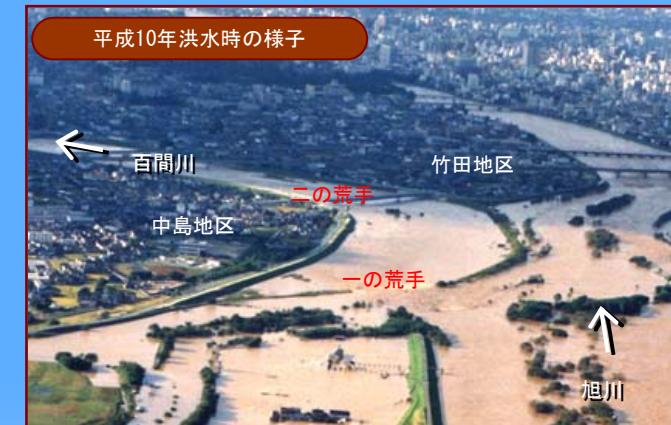 平成10年洪水時の様子
百間川
竹田地区
二の荒手
中島地区
一の荒手
旭川